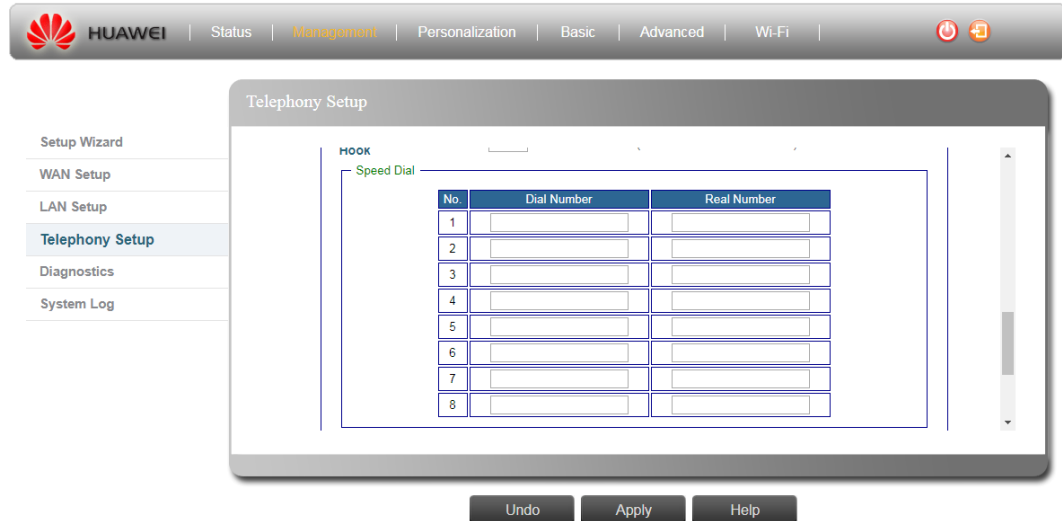 HUAWEI | Status | Management | Personalization | Basic | Advanced | Wi-Fi |
Telephony Setup
Setup Wizard
WAN Setup
LAN Setup
Telephony Setup
Diagnostics
System Log
Hook
Speed Dial
No. Dial Number Real Number
1
2
3
4
5
6
7
8
Undo Apply Help